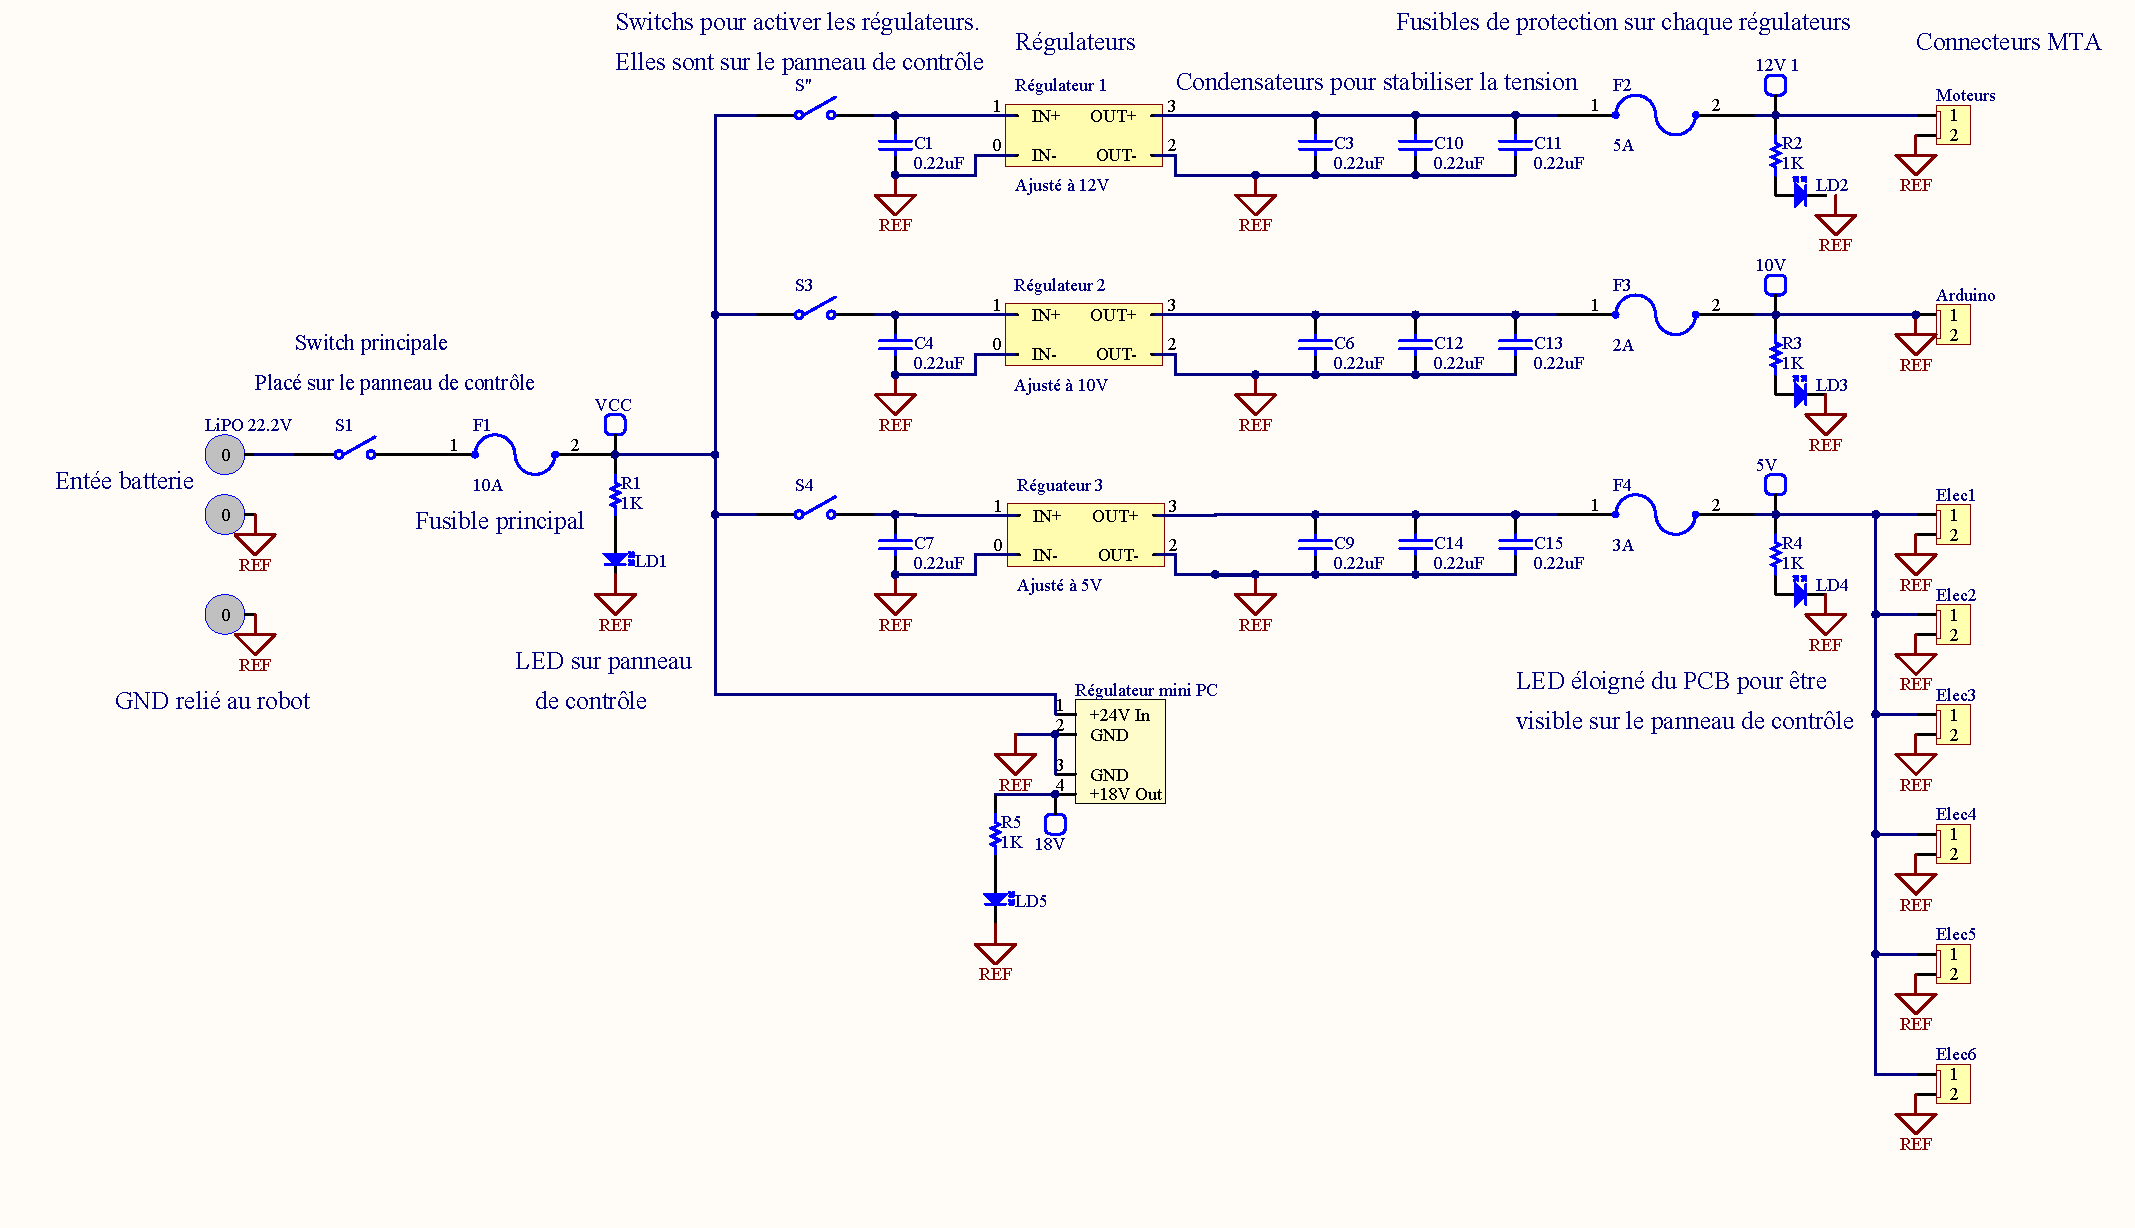 Switchs pour activer les régulateurs.
Elles sont sur le panneau de contrôle
Régulateurs
Fusibles de protection sur chaque régulateurs
Connecteurs MTA
Condensateurs pour stabiliser la tension
S"
Régulateur 1
1 IN+ OUT+ 3
0 IN- OUT- 2
Ajusté à 12V
C1
0.22uF
REF
REF
C3
0.22uF
C10
0.22uF
C11
0.22uF
F2
1 2
5A
12V 1
R2
1K
LD2
REF
Moteurs
1
2
REF
S3
Régulateur 2
1 IN+ OUT+ 3
0 IN- OUT- 2
Ajusté à 10V
C4
0.22uF
REF
REF
C6
0.22uF
C12
0.22uF
C13
0.22uF
F3
1 2
2A
10V
R3
1K
LD3
REF
Arduino
1
2
REF
Switch principale
Placé sur le panneau de contrôle
LiPO 22.2V
0
S1
F1
1 2
10A
VCC
Entée batterie
0
REF
Fusible principal
R1
1K
LD1
REF
0
REF
GND relié au robot
LED sur panneau
de contrôle
S4
Réguateur 3
1 IN+ OUT+ 3
0 IN- OUT- 2
Ajusté à 5V
C7
0.22uF
REF
REF
C9
0.22uF
C14
0.22uF
C15
0.22uF
F4
1 2
3A
5V
R4
1K
LD4
REF
LED éloigné du PCB pour être
visible sur le panneau de contrôle
Elec1
1
2
REF
Elec2
1
2
REF
Elec3
1
2
REF
Elec4
1
2
REF
Elec5
1
2
REF
Elec6
1
2
REF
Régulateur mini PC
1 +24V In
2 GND
3 GND
4 +18V Out
REF
R5
1K
18V
LD5
REF